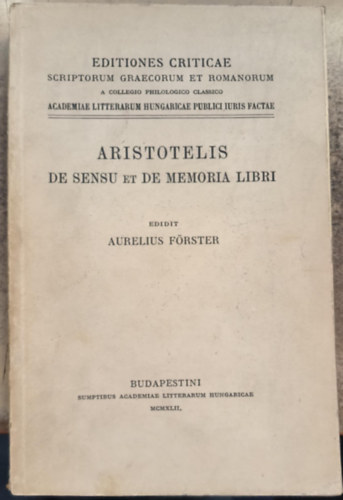 EDITIONES CRITICAE
SCRIPTORUM GRAECORUM ET ROMANORUM
A COLLEGIO PHILOLOGICO CLASSICO
ACADEMIAE LITTERARUM HUNGARICAE PUBLICI IURIS FACTAE
ARISTOTELIS
DE SENSU ET DE MEMORIA LIBRI
EDIDIT
AURELIUS FÖRSTER
BUDAPESTINI
SUMPTIBUS ACADEMIAE LITTERARUM HUNGARICAE
MCMXLII.